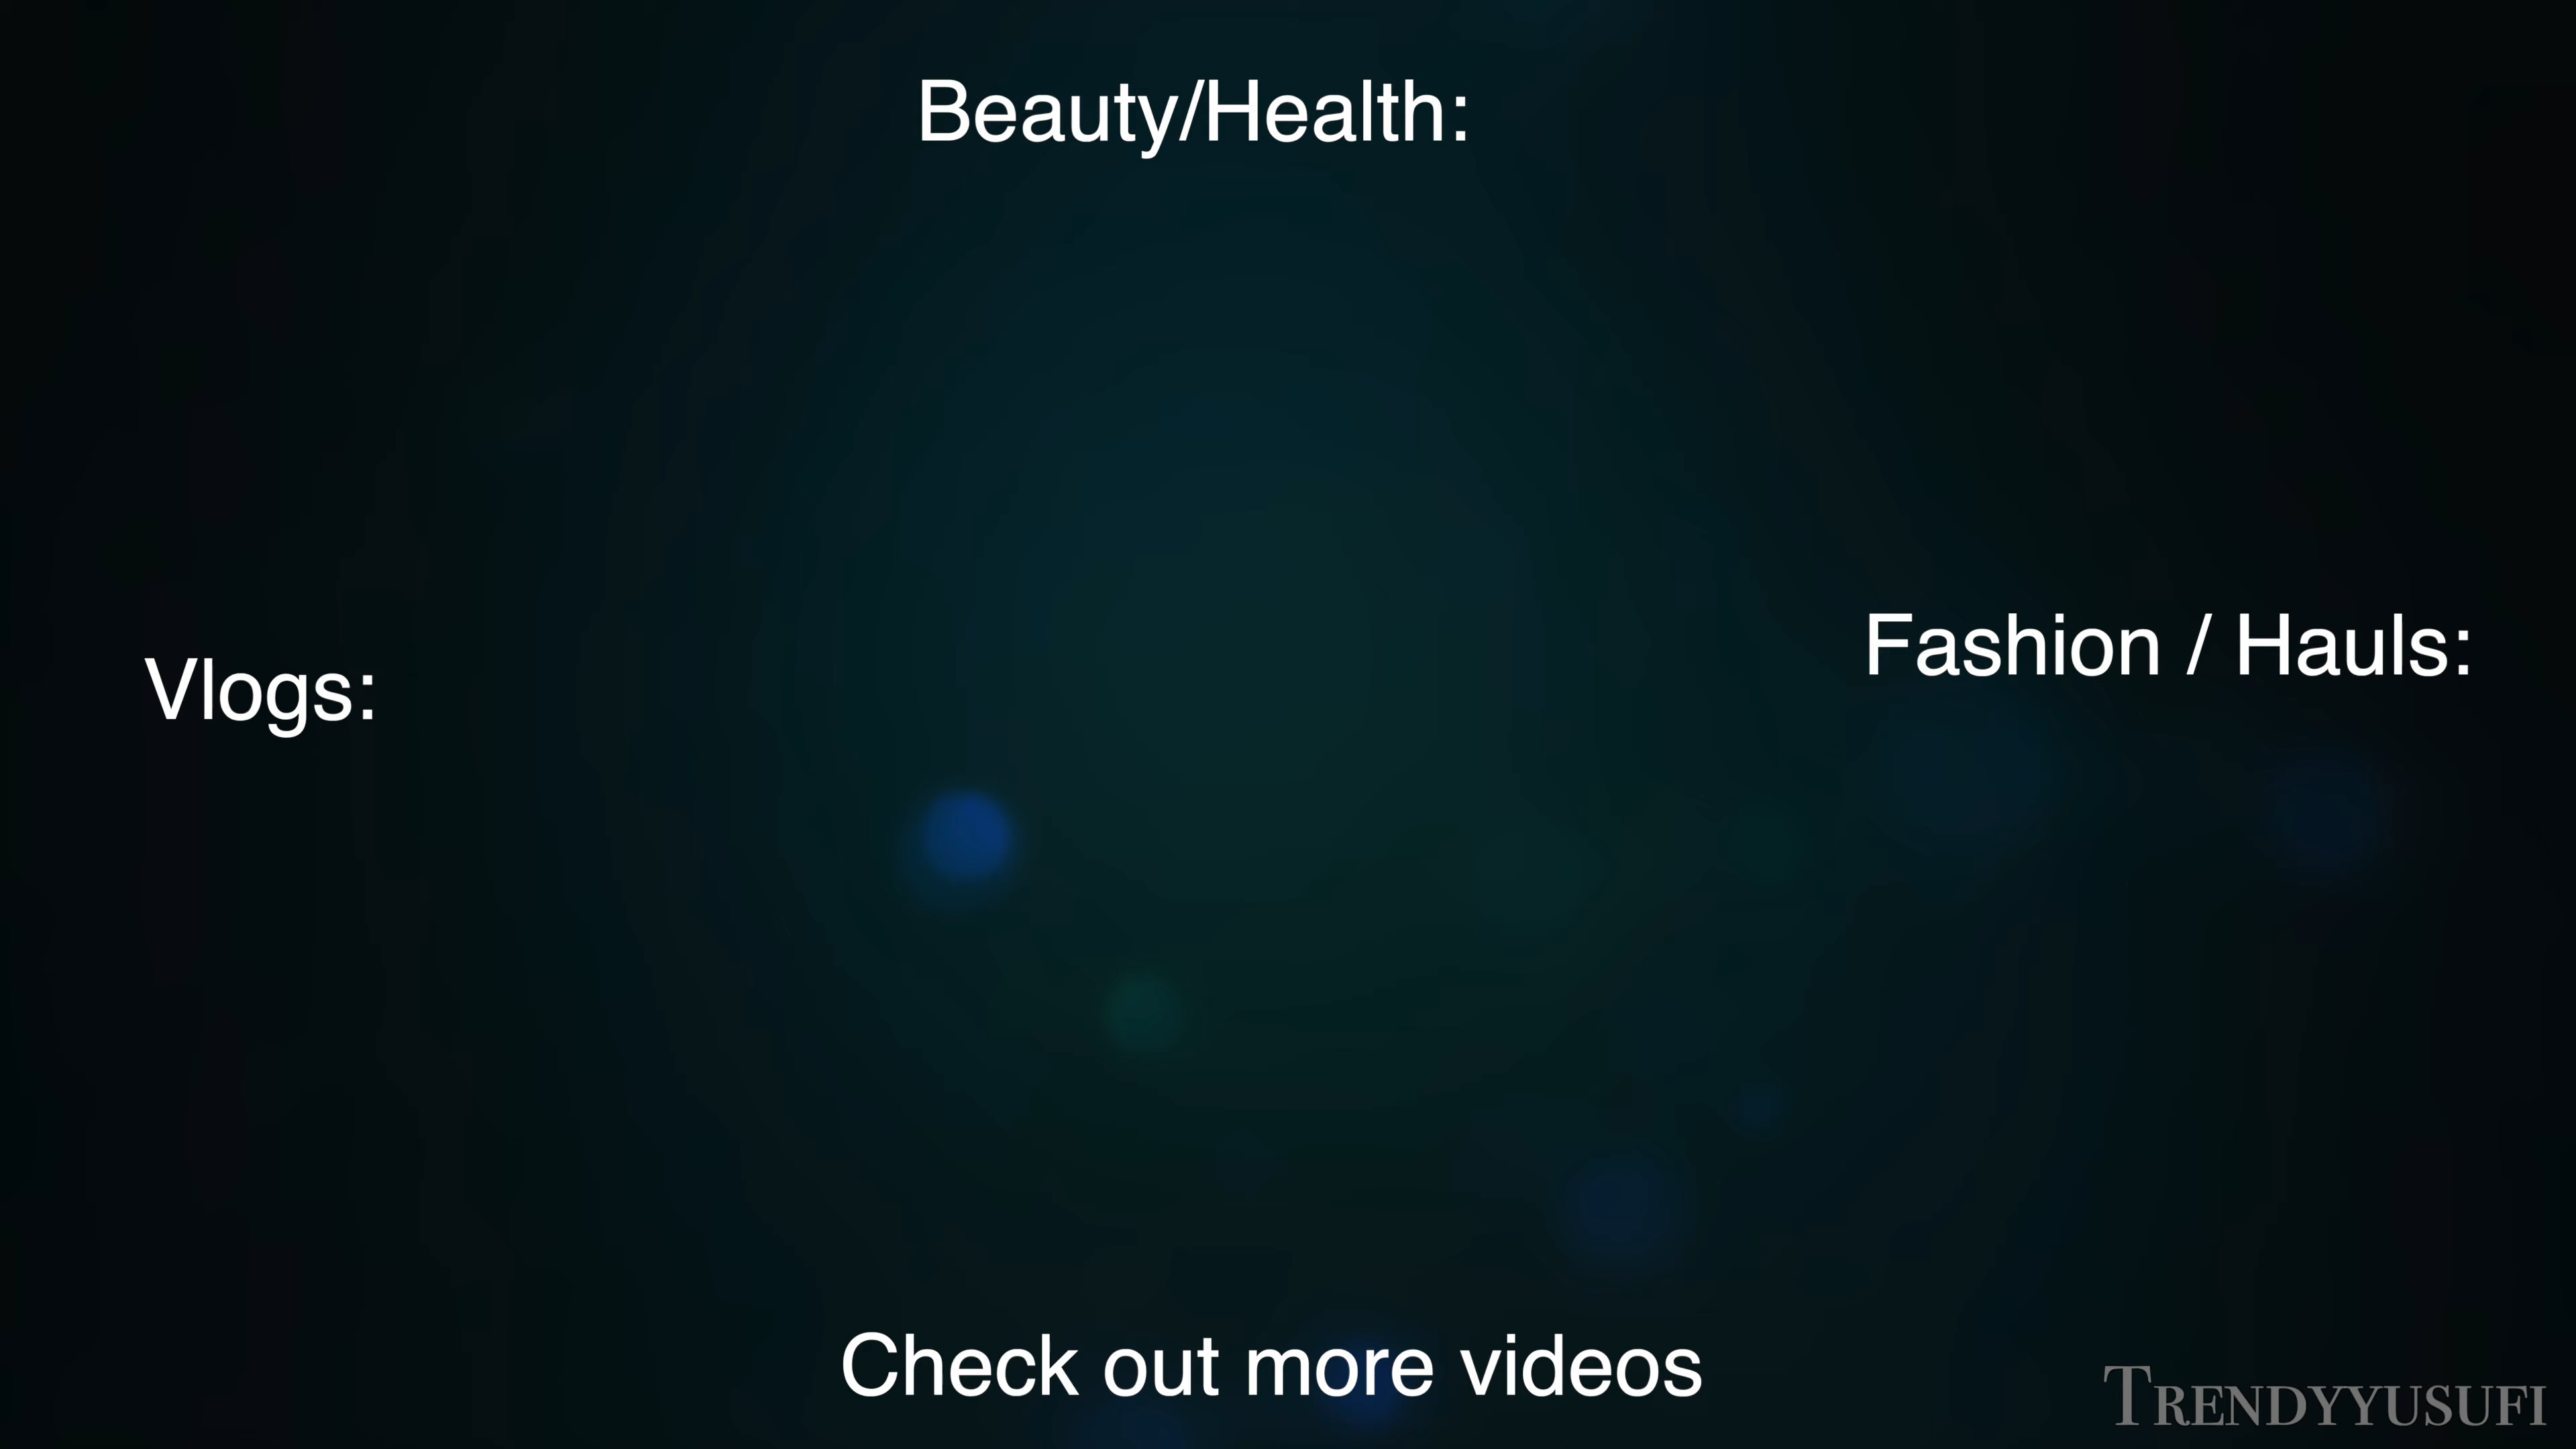 Beauty/Health:
Fashion / Hauls:
Vlogs:
Check out more videos
TRENDYYUSUFI